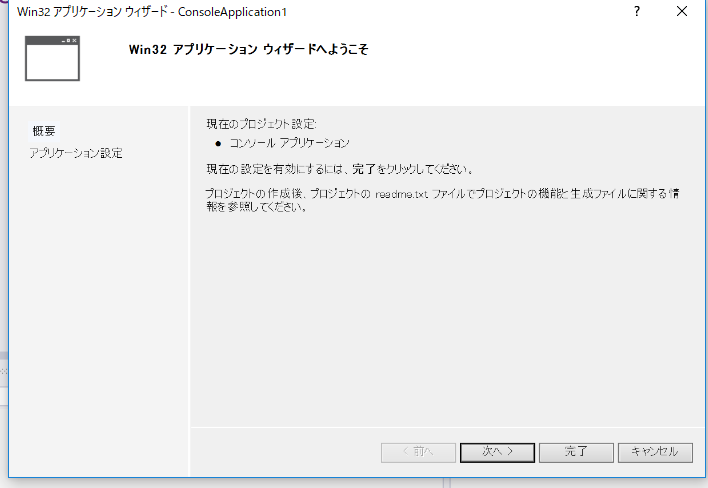 Win32 アプリケーション ウィザード - ConsoleApplication1
?
Win32 アプリケーション ウィザードへようこそ
概要
アプリケーション設定
現在のプロジェクト設定:
● コンソール アプリケーション
現在の設定を有効にするには、完了をクリックしてください。
プロジェクトの作成後、プロジェクトの readme.txt ファイルでプロジェクトの機能と生成ファイルに関する情
報を参照してください。
< 前へ 次へ > 完了 キャンセル